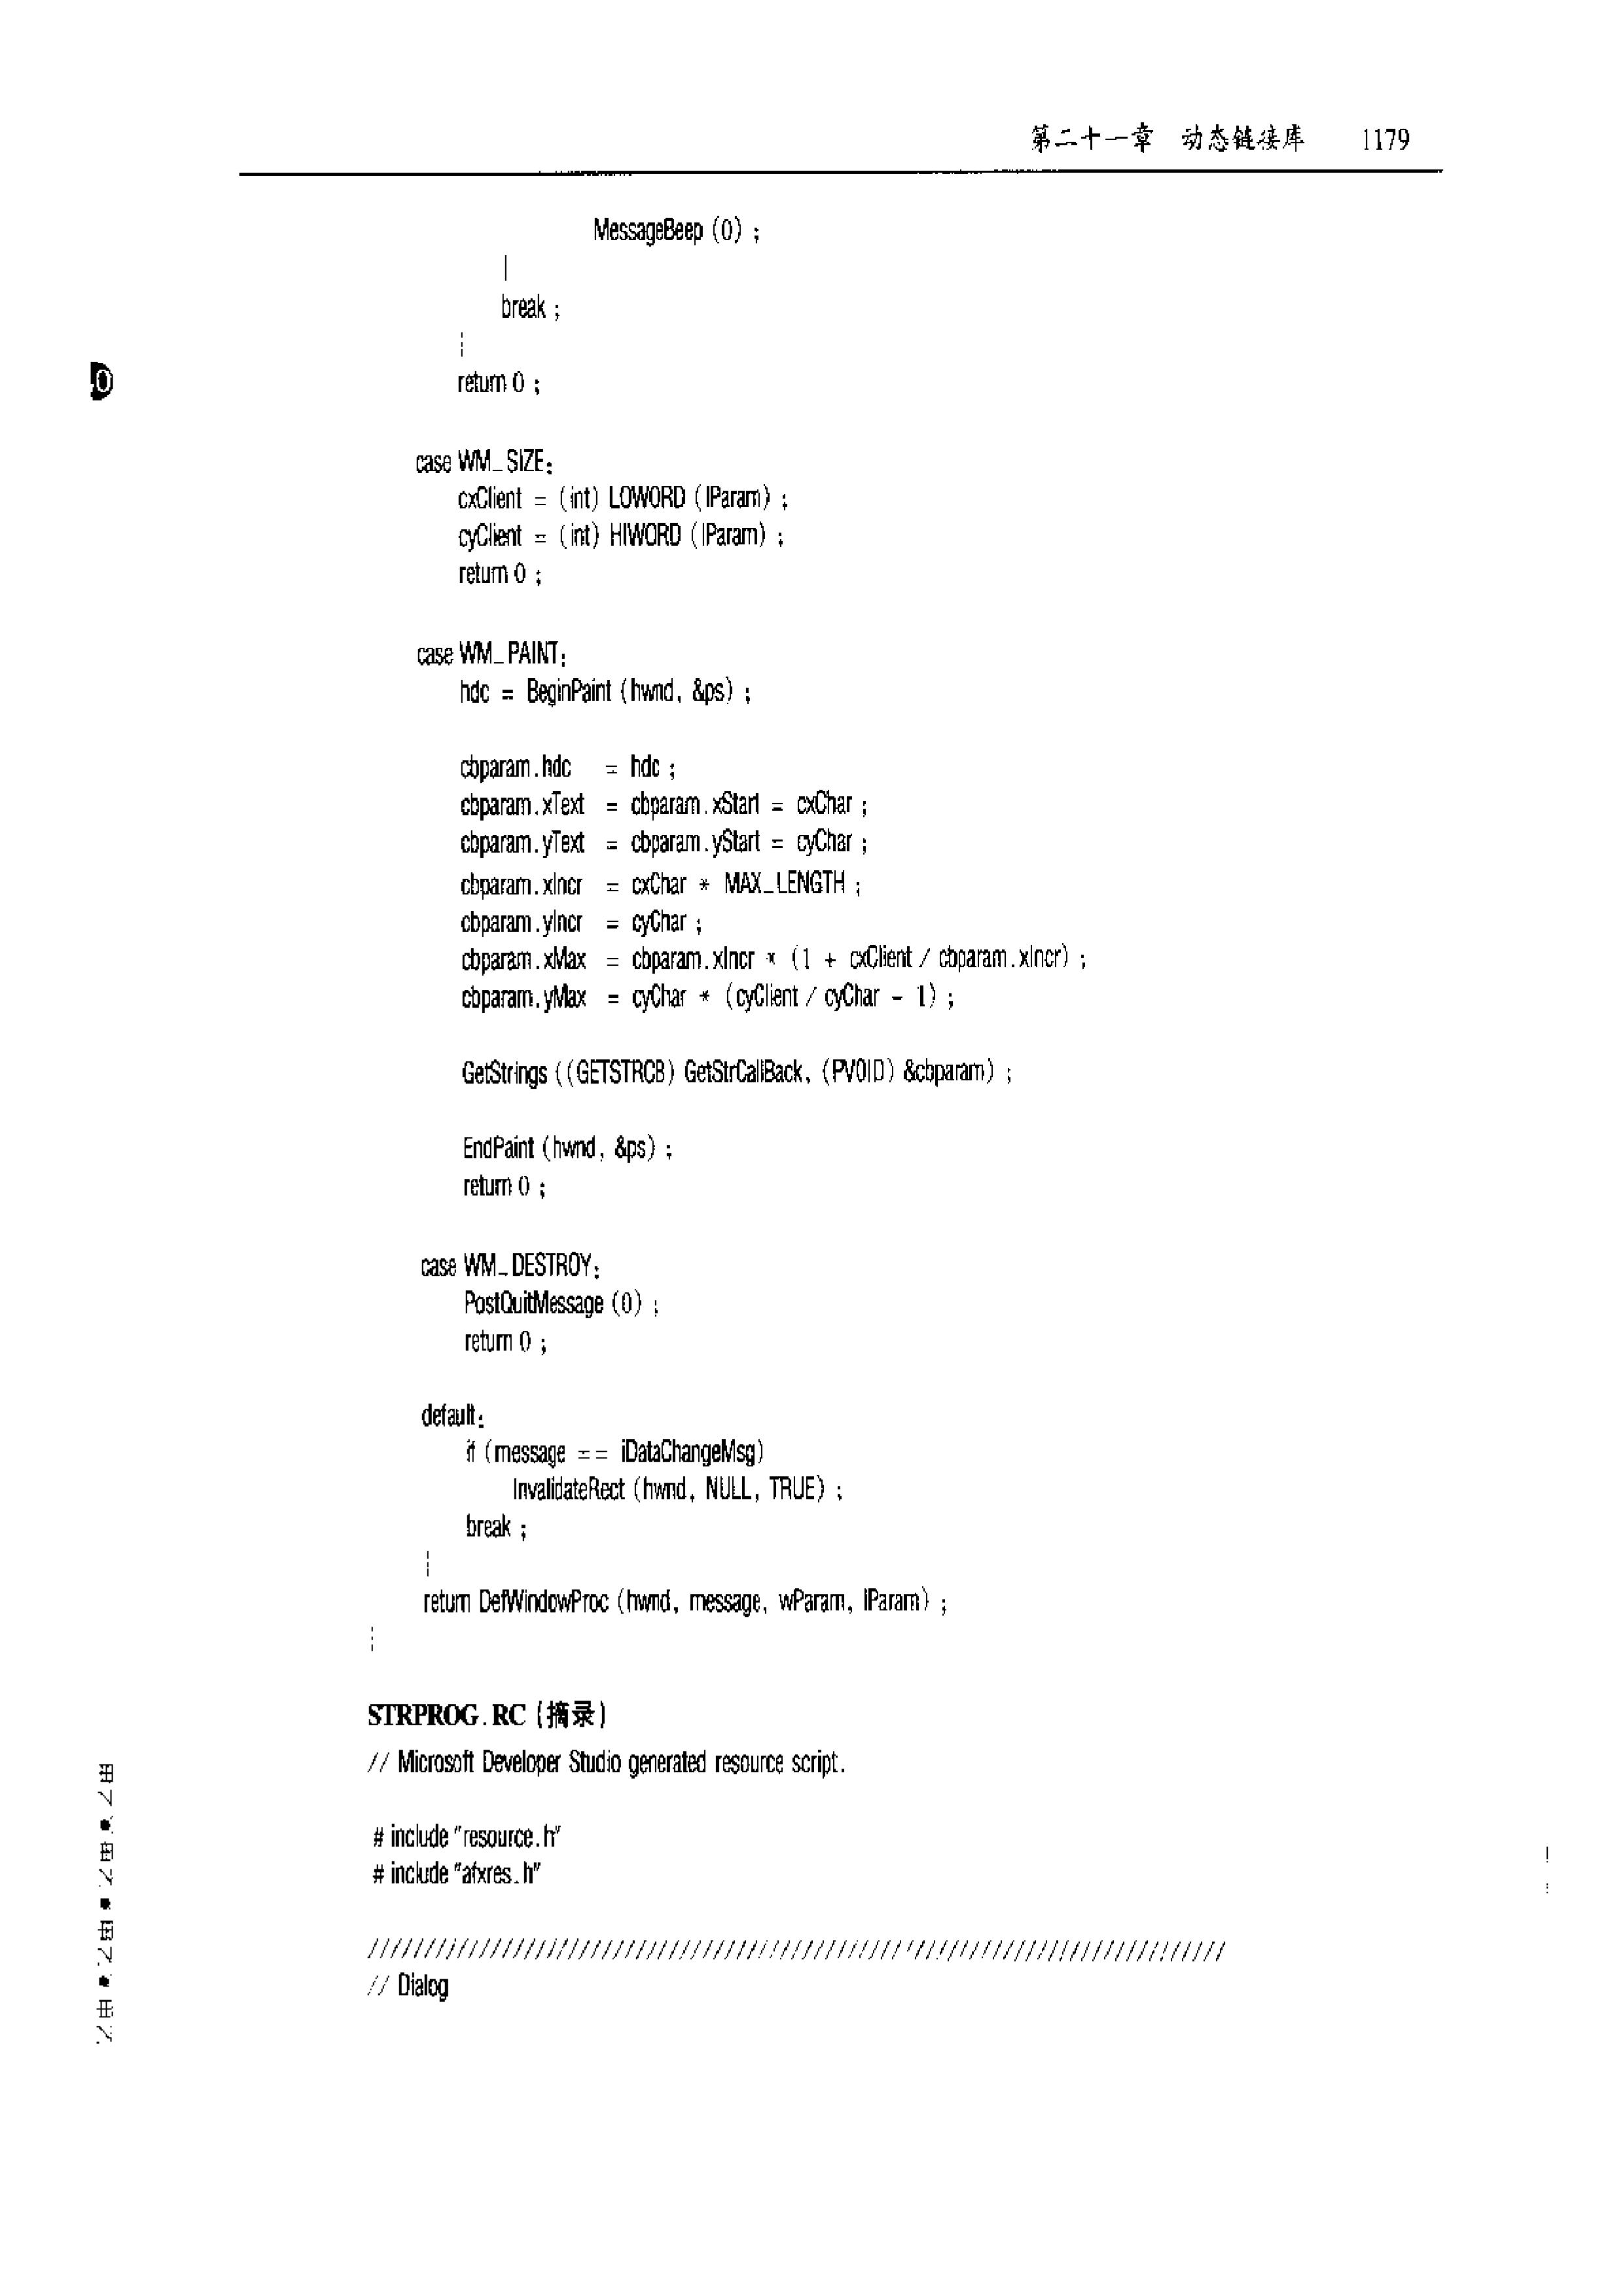 第二十一章 动态链接库 1179
MessageBeep (0) ;
}
break ;
}
return 0 ;
case WM_SIZE:
cxClient = (int) LOWORD (lParam) ;
cyClient = (int) HIWORD (lParam) ;
return 0 ;
case WM_PAINT:
hdc = BeginPaint (hwnd, &ps) ;
cbparam.hdc = hdc ;
cbparam.xText = cbparam.xStart = cxChar ;
cbparam.yText = cbparam.yStart = cyChar ;
cbparam.xIncr = cxChar * MAX_LENGTH ;
cbparam.yIncr = cyChar ;
cbparam.xMax = cbparam.xIncr * (1 + cxClient / cbparam.xIncr) ;
cbparam.yMax = cyChar * (cyClient / cyChar - 1) ;
GetStrings ((GETSTRCB) GetStrCallBack, (PVOID) &cbparam) ;
EndPaint (hwnd, &ps) ;
return 0 ;
case WM_DESTROY:
PostQuitMessage (0) ;
return 0 ;
default:
if (message == iDataChangeMsg)
InvalidateRect (hwnd, NULL, TRUE) ;
break ;
}
return DefWindowProc (hwnd, message, wParam, lParam) ;
}
STRPROG.RC (摘录)
// Microsoft Developer Studio generated resource script.
# include "resource.h"
# include "afxres.h"
/////////////////////////////////////////////////////////////////////////////
// Dialog